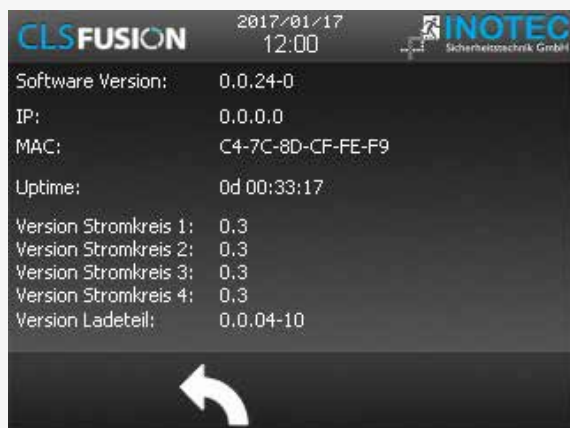 CLSFUSION
2017/01/17
12:00
INOTEC
Sicherheitstechnik GmbH
Software Version: 0.0.24-0
IP: 0.0.0.0
MAC: C4-7C-8D-CF-FE-F9
Uptime: 0d 00:33:17
Version Stromkreis 1: 0.3
Version Stromkreis 2: 0.3
Version Stromkreis 3: 0.3
Version Stromkreis 4: 0.3
Version Ladeteil: 0.0.04-10